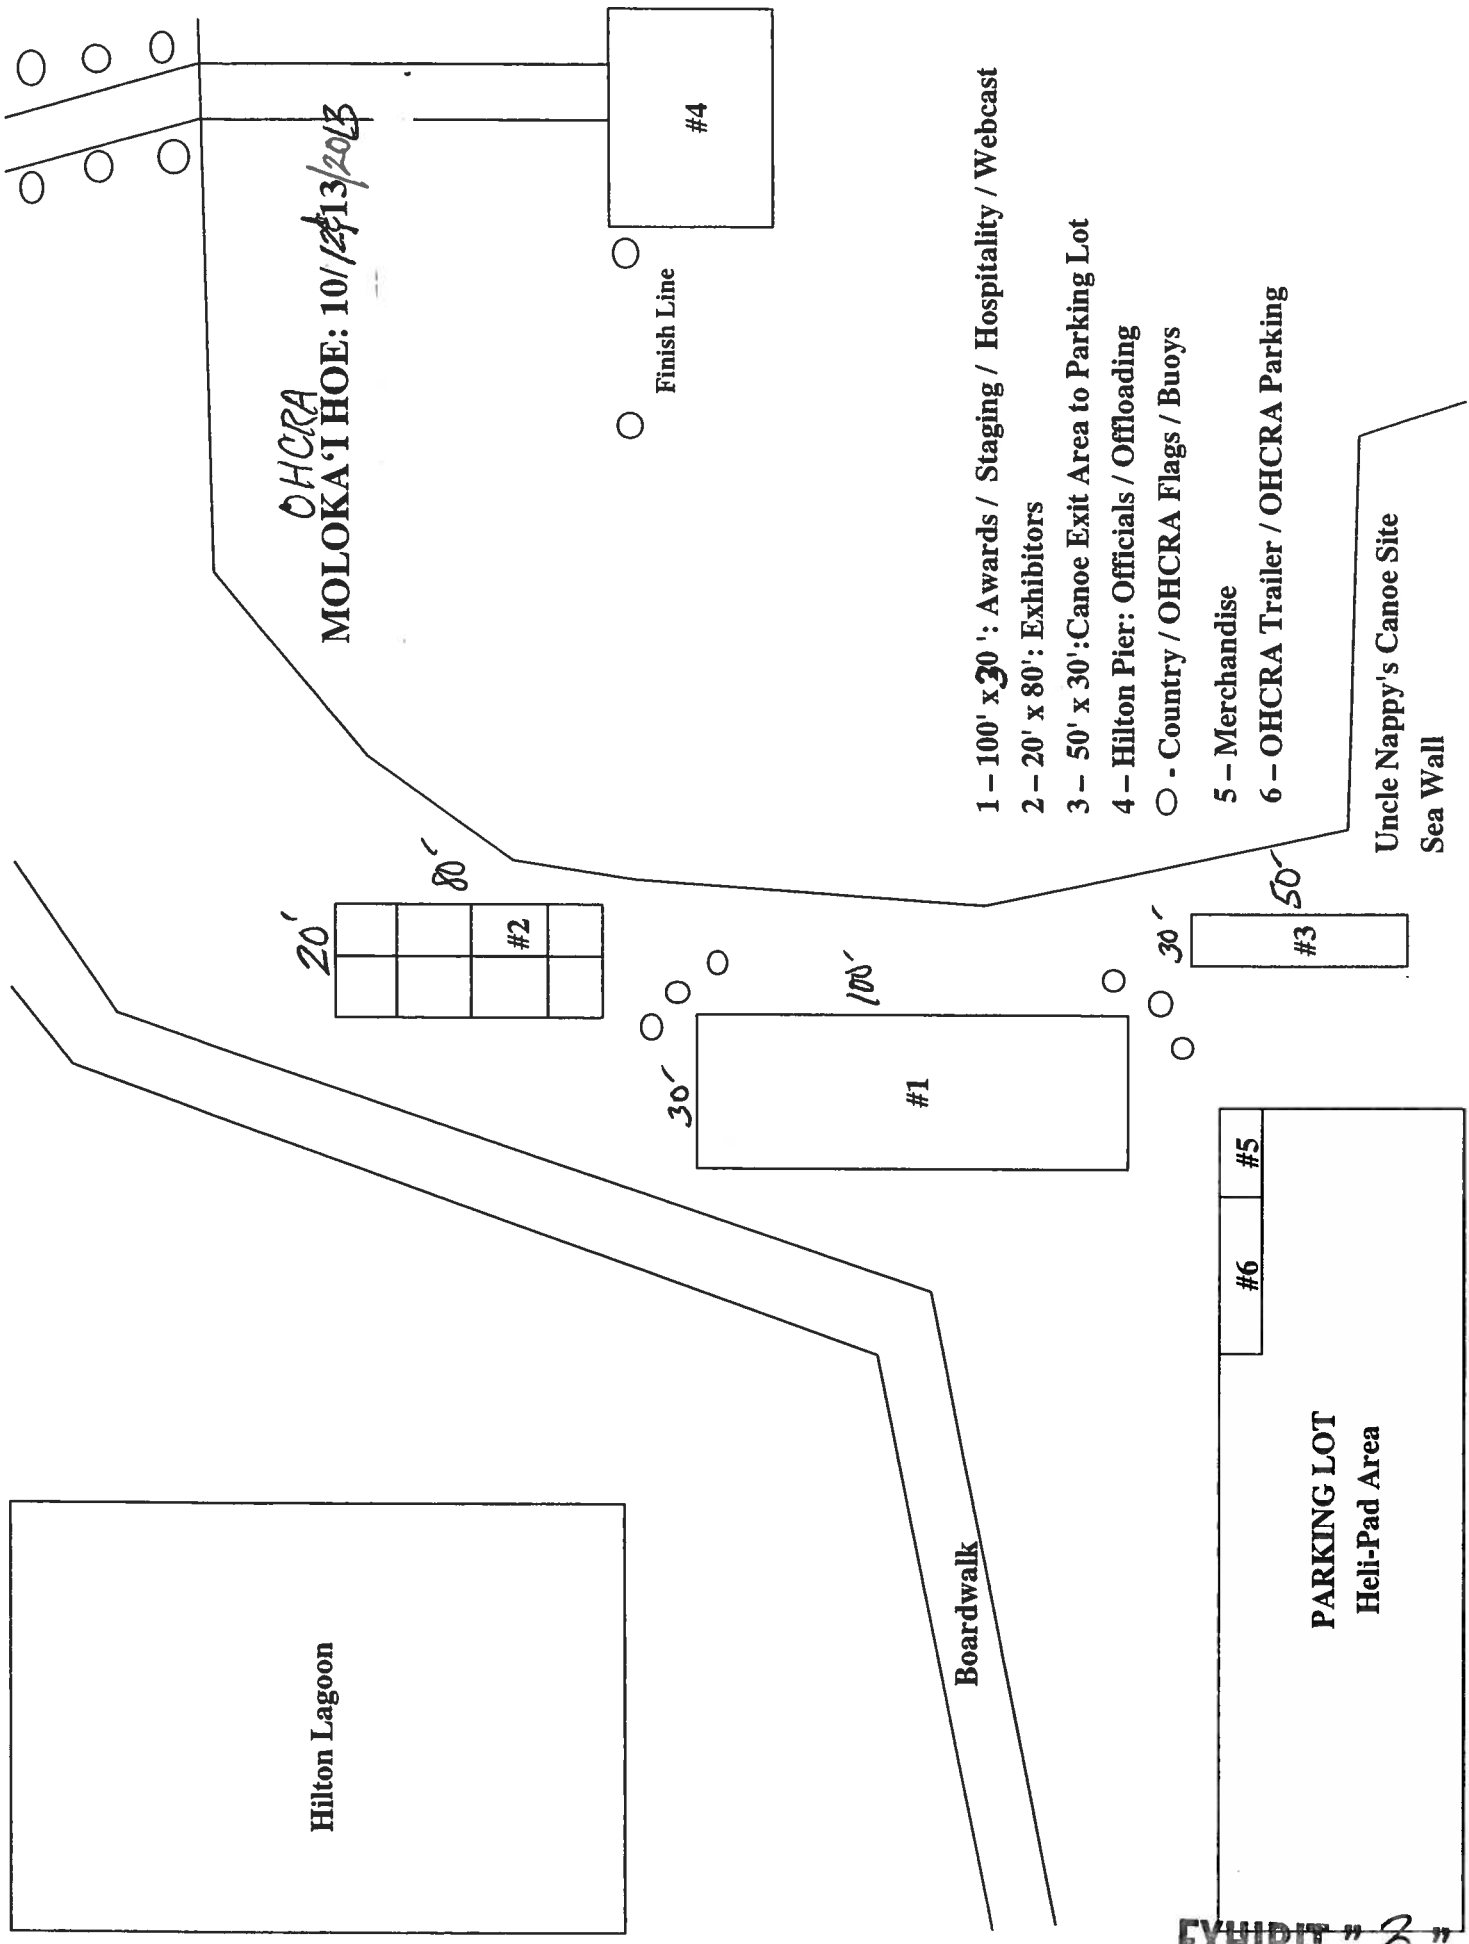 OHCRA
MOLOKA‘I HOE: 10/12/13/2013
Hilton Lagoon
Boardwalk
20'
80'
#2
30'
100'
#1
30'
50'
#3
#4
Finish Line
1 – 100' x 30 ': Awards / Staging / Hospitality / Webcast
2 – 20' x 80': Exhibitors
3 – 50' x 30':Canoe Exit Area to Parking Lot
4 – Hilton Pier: Officials / Offloading
O - Country / OHCRA Flags / Buoys
5 – Merchandise
6 – OHCRA Trailer / OHCRA Parking
Uncle Nappy's Canoe Site
Sea Wall
#6
#5
PARKING LOT
Heli-Pad Area
EXHIBIT "